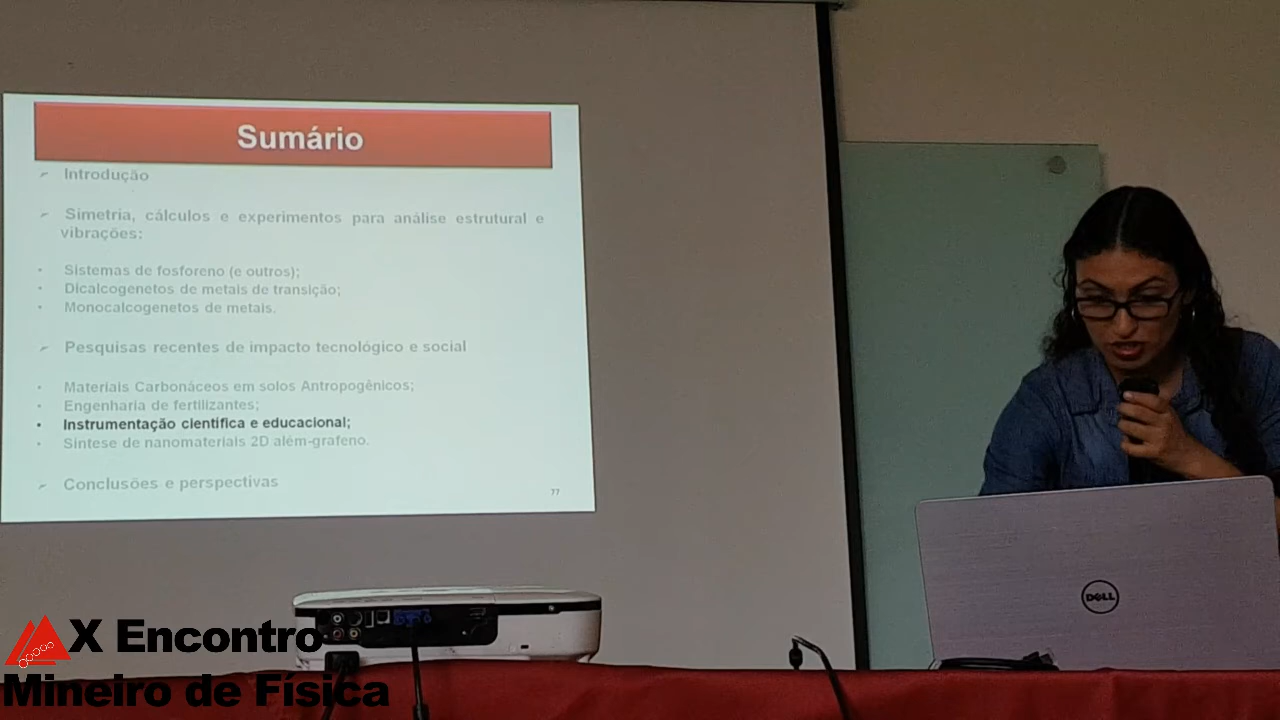 Sumário
Introdução
Simetria, cálculos e experimentos para análise estrutural e
vibrações:
Sistemas de fosforeno (e outros);
Dicalcogenetos de metais de transição;
Monocalcogenetos de metais.
Pesquisas recentes de impacto tecnológico e social
Materiais Carbonáceos em solos Antropogênicos;
Engenharia de fertilizantes;
Instrumentação científica e educacional;
Síntese de nanomateriais 2D além-grafeno.
Conclusões e perspectivas
77
DELL
X Encontro
Mineiro de Física